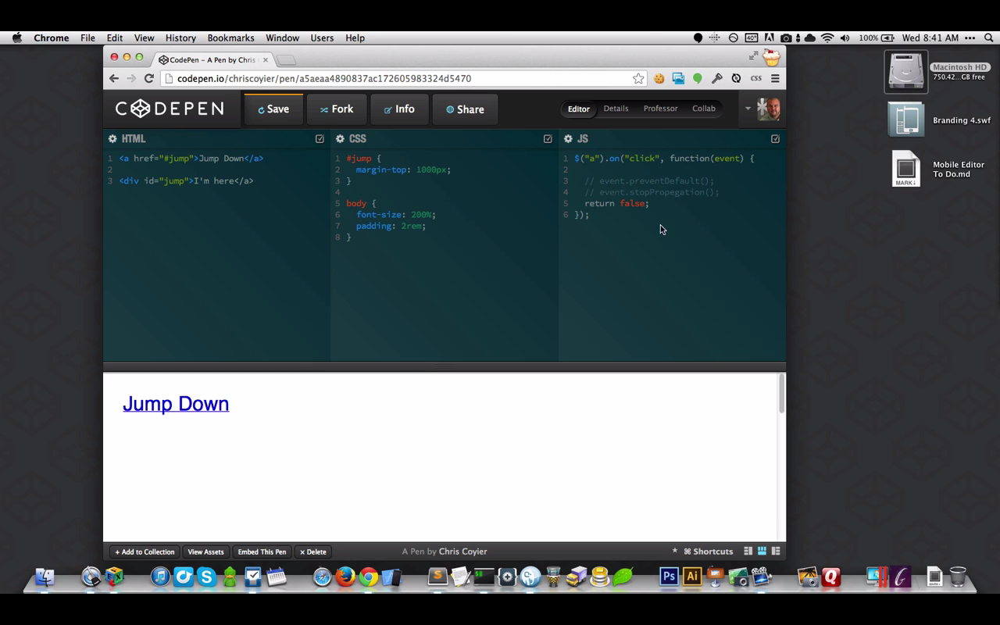 Chrome File Edit View History Bookmarks Window Users Help 40° 100% Wed 8:41 AM
CodePen - A Pen by Chris
codepen.io/chriscoyier/pen/a5aeaa4890837ac172605983324d5470 CSS
CODEPEN Save Fork Info Share Editor Details Professor Collab
HTML
1 <a href="#jump">Jump Down</a>
2
3 <div id="jump">I'm here</a>
CSS
1 #jump {
2 margin-top: 1000px;
3 }
4
5 body {
6 font-size: 200%;
7 padding: 2rem;
8 }
JS
1 $("a").on("click", function(event) {
2
3 // event.preventDefault();
4 // event.stopPropegation();
5 return false;
6 });
Jump Down
+ Add to Collection View Assets Embed This Pen x Delete A Pen by Chris Coyier * ⌘ Shortcuts
Macintosh HD
750.42...GB free
Branding 4.swf
MARK↓
Mobile Editor
To Do.md
Ps Ai
MARK↓